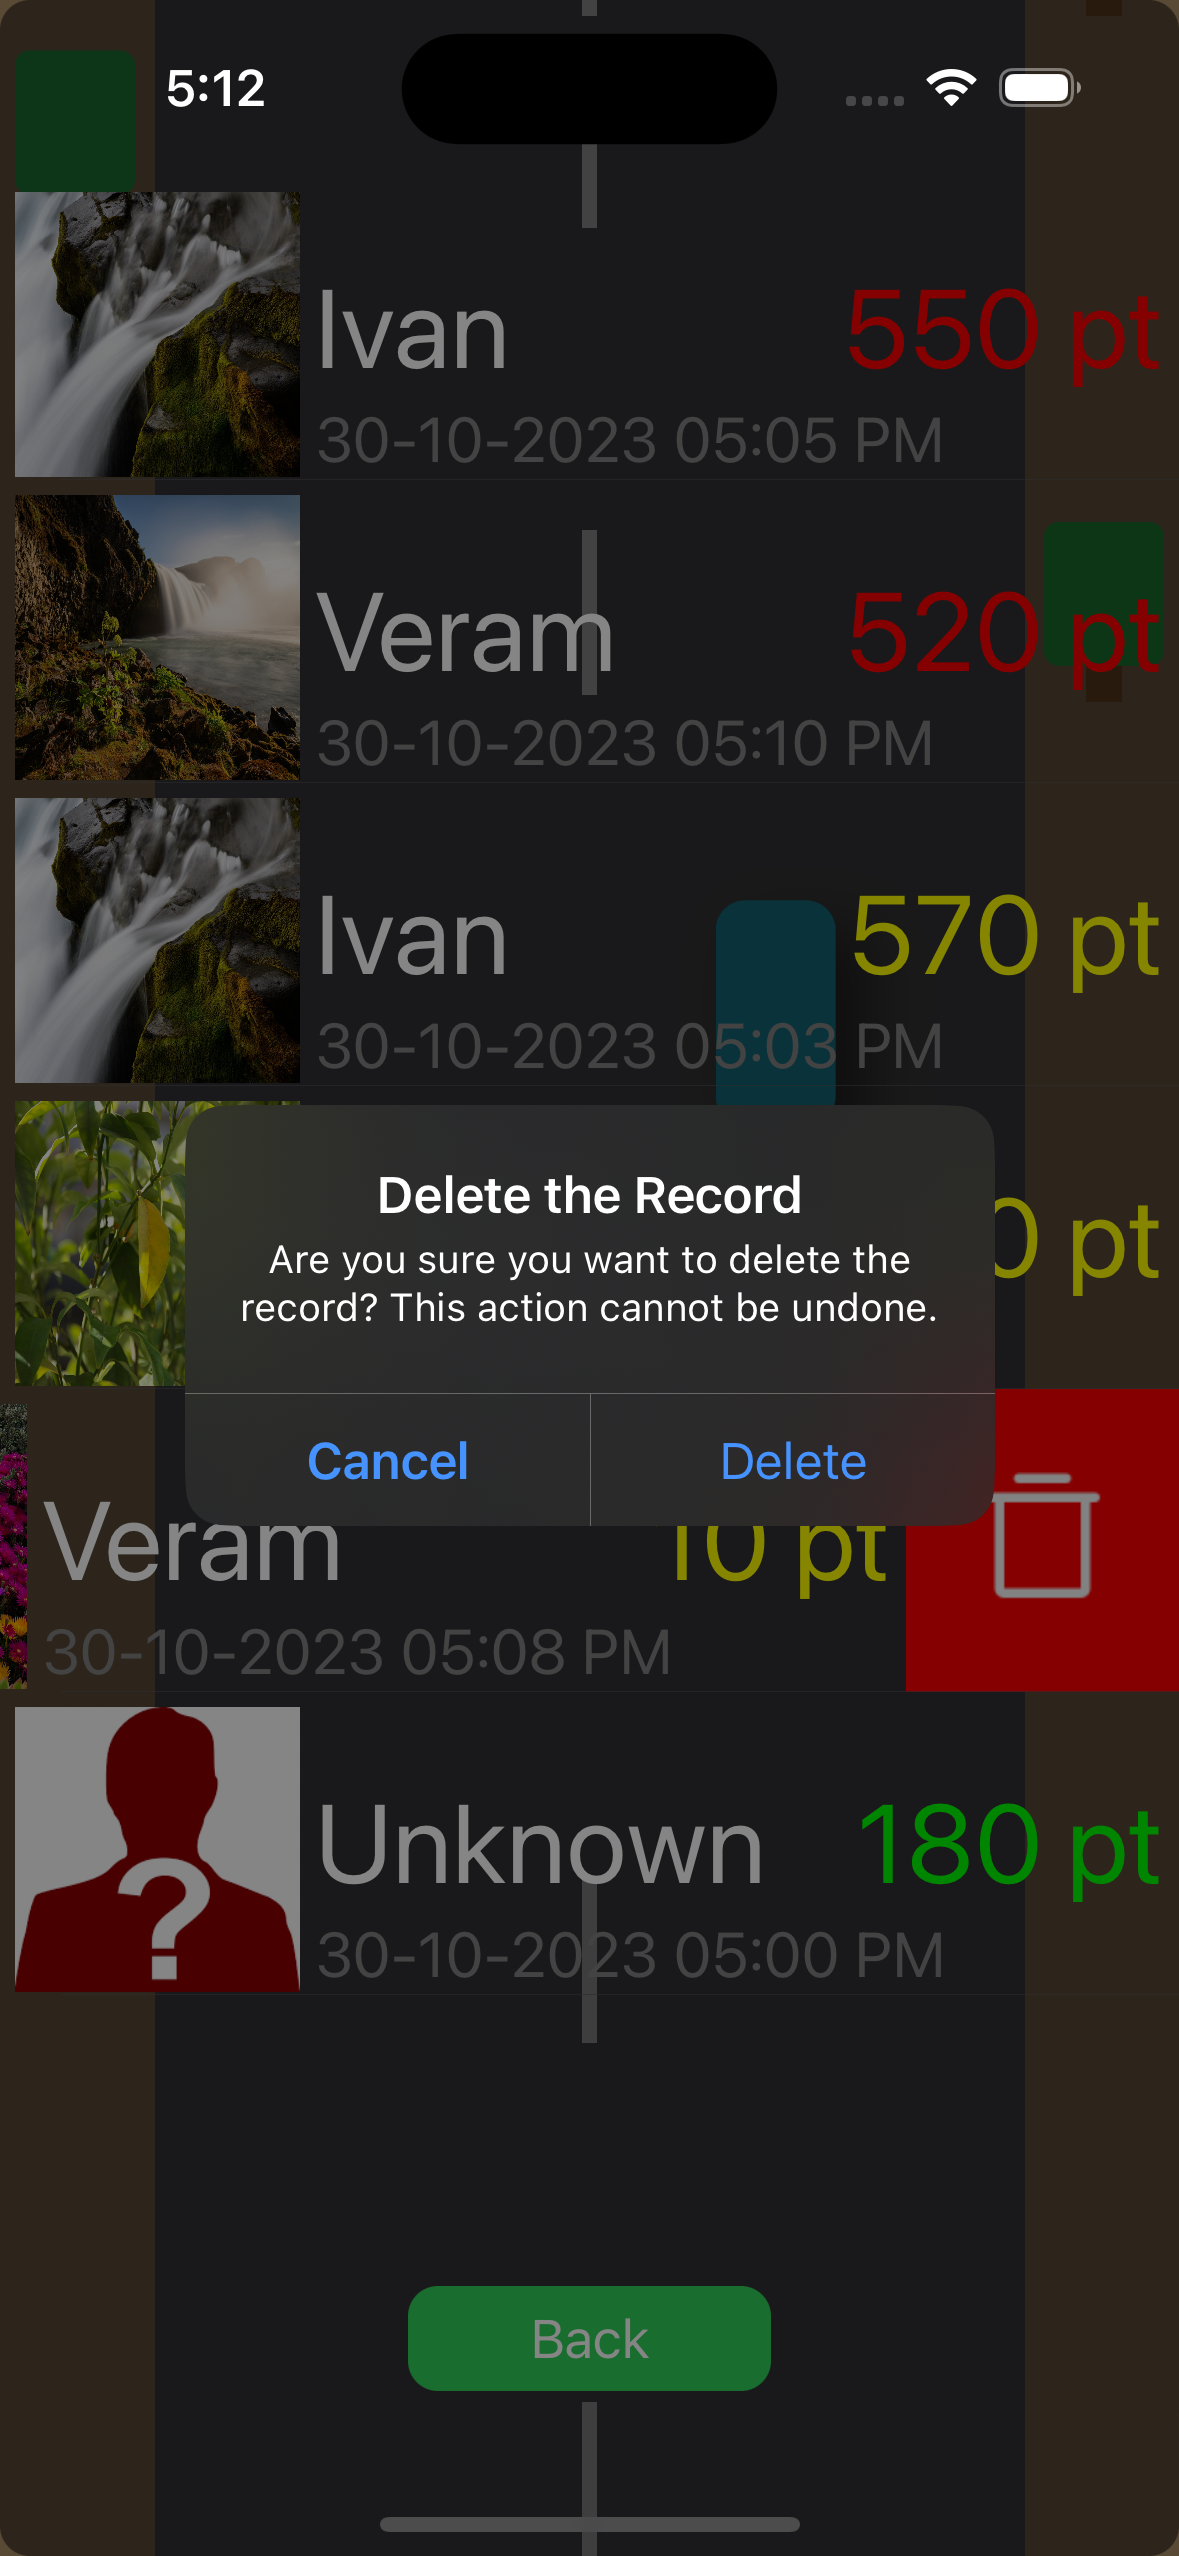 5:12
Ivan 550 pt
30-10-2023 05:05 PM
Veram 520 pt
30-10-2023 05:10 PM
Ivan 570 pt
30-10-2023 05:03 PM
pt
Delete the Record
Are you sure you want to delete the
record? This action cannot be undone.
Cancel Delete
Veram 10 pt
30-10-2023 05:08 PM
Unknown 180 pt
?
30-10-2023 05:00 PM
Back